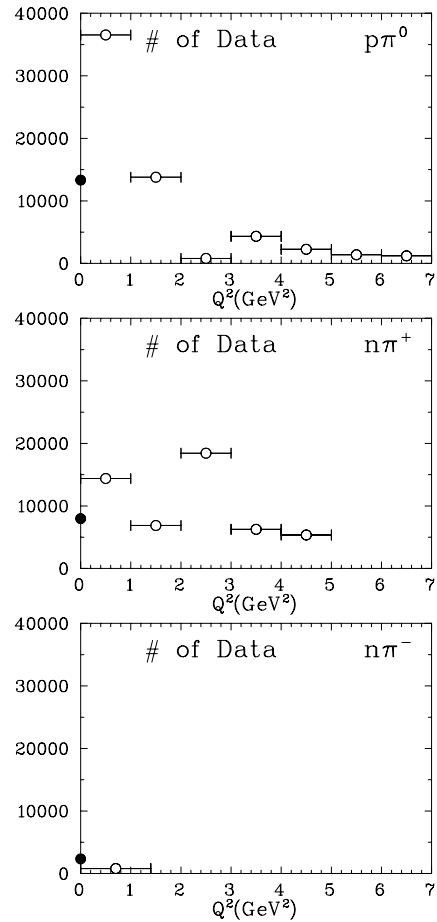 40000
# of Data pπ⁰
30000
20000
10000
0
0 1 2 3 4 5 6 7
Q²(GeV²)
40000
# of Data nπ⁺
30000
20000
10000
0
0 1 2 3 4 5 6 7
Q²(GeV²)
40000
# of Data nπ⁻
30000
20000
10000
0
0 1 2 3 4 5 6 7
Q²(GeV²)